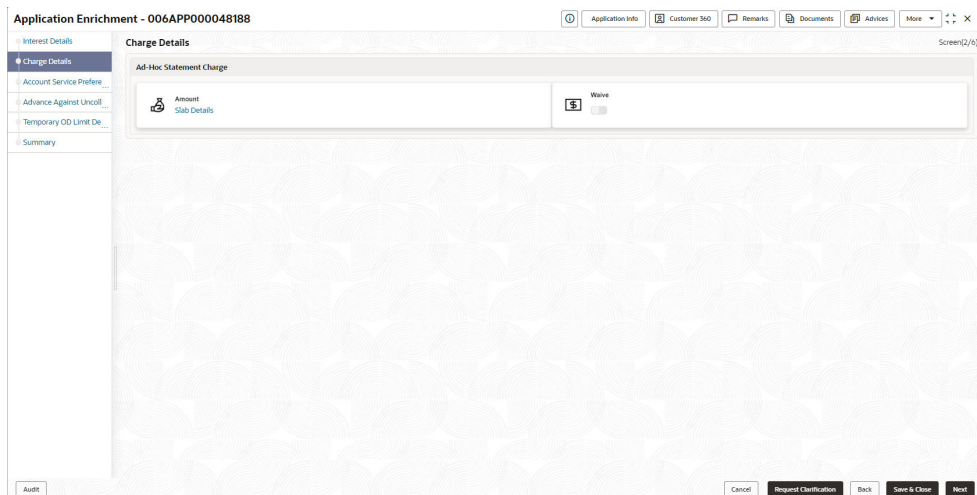 Application Enrichment - 006APP000048188
Application Info
Customer 360
Remarks
Documents
Advices
More
Interest Details
Charge Details
Account Service Prefere...
Advance Against Uncoll...
Temporary OD Limit De...
Summary
Charge Details
Screen(2/6)
Ad-Hoc Statement Charge
Amount
Slab Details
Waive
Audit
Cancel
Request Clarification
Back
Save & Close
Next